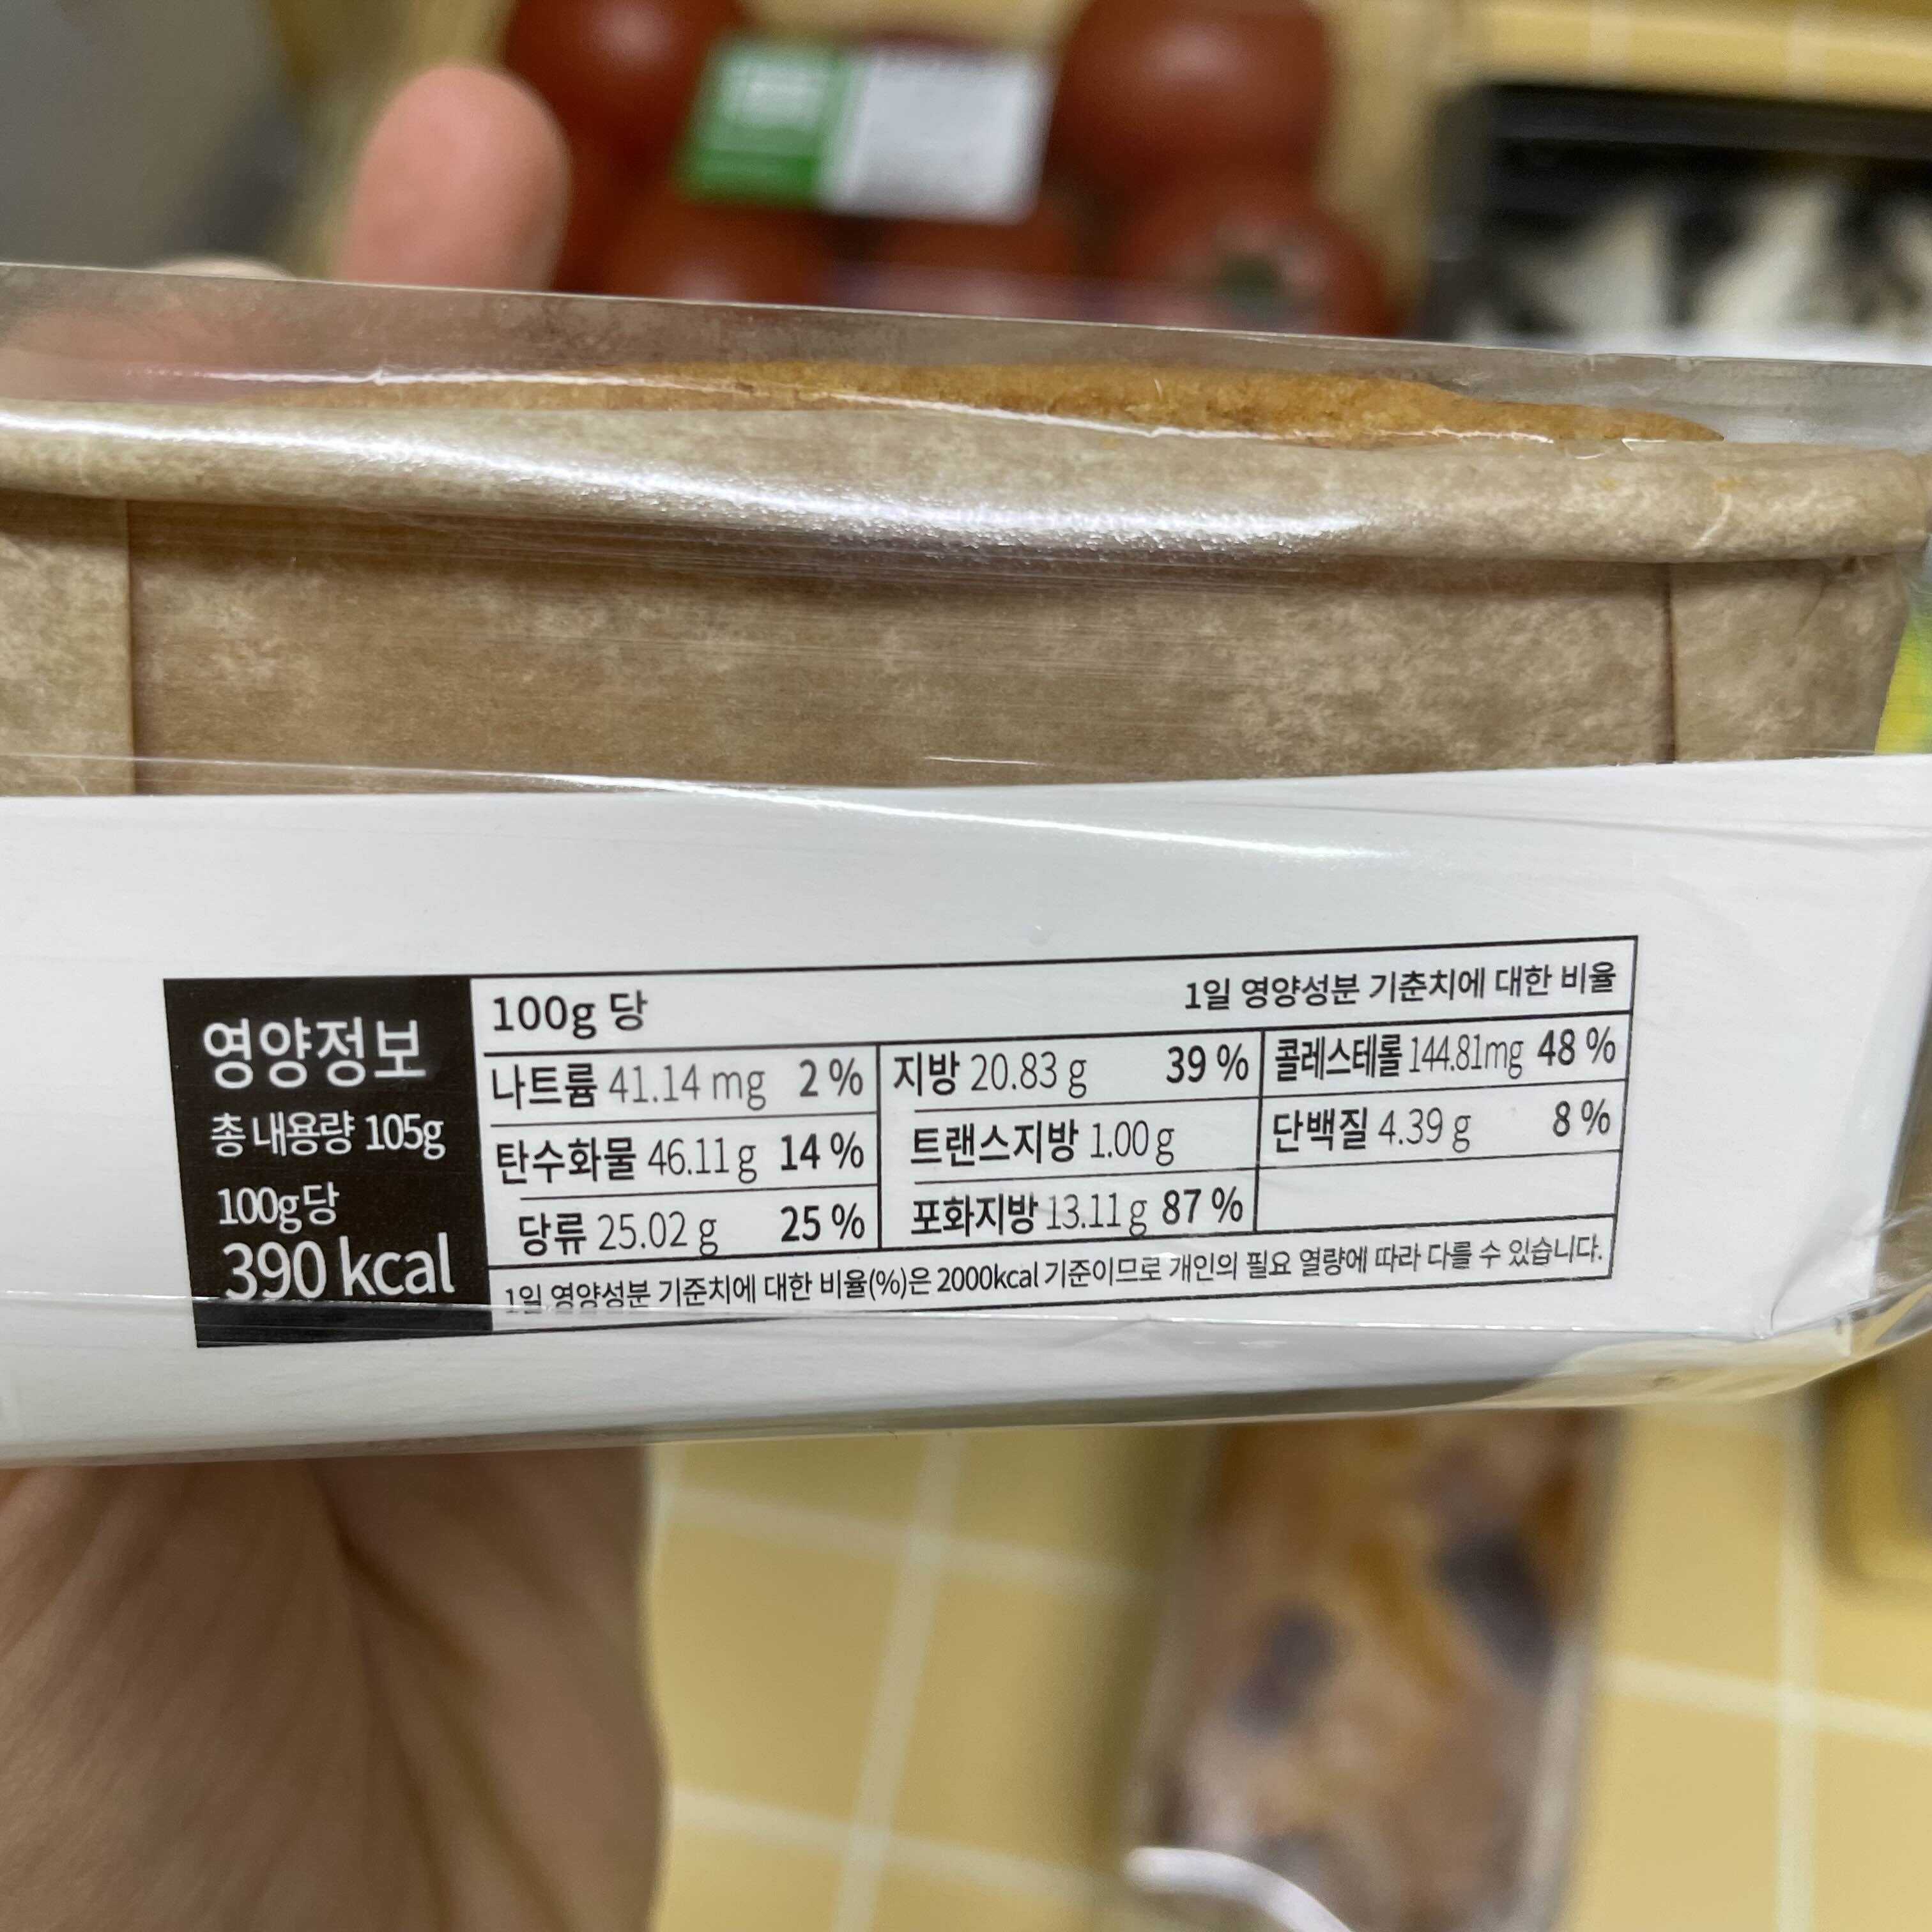 영양정보
총 내용량 105g
100g당
390 kcal
100g 당
1일 영양성분 기춘치에 대한 비율
나트륨 41.14 mg 2 %
지방 20.83 g 39 %
콜레스테롤 144.81mg 48 %
탄수화물 46.11 g 14 %
트랜스지방 1.00 g
단백질 4.39 g 8 %
당류 25.02 g 25 %
포화지방 13.11 g 87 %
1일 영양성분 기준치에 대한 비율(%)은 2000kcal 기준이므로 개인의 필요 열량에 따라 다를 수 있습니다.